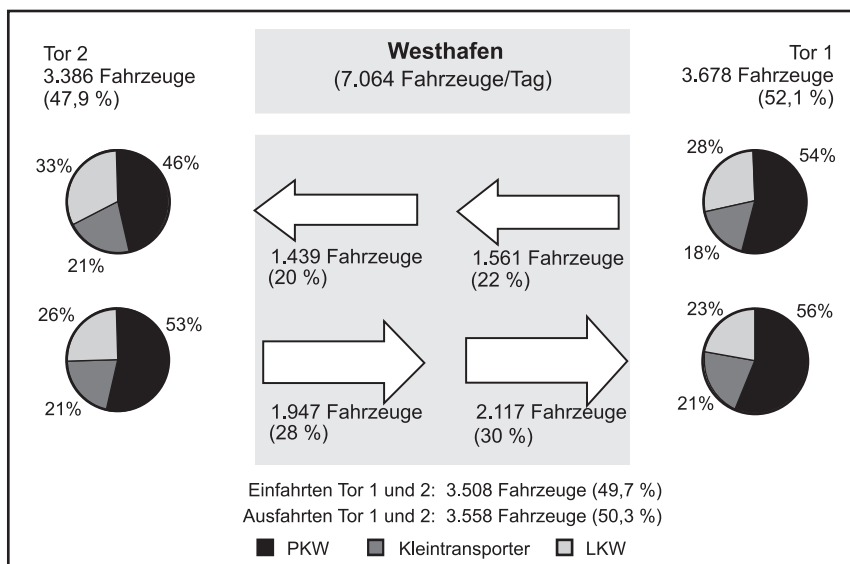 Tor 2
3.386 Fahrzeuge
(47,9 %)
Westhafen
(7.064 Fahrzeuge/Tag)
Tor 1
3.678 Fahrzeuge
(52,1 %)
33%
46%
21%
28%
54%
18%
1.439 Fahrzeuge
(20 %)
1.561 Fahrzeuge
(22 %)
26%
53%
21%
23%
56%
21%
1.947 Fahrzeuge
(28 %)
2.117 Fahrzeuge
(30 %)
Einfahrten Tor 1 und 2: 3.508 Fahrzeuge (49,7 %)
Ausfahrten Tor 1 und 2: 3.558 Fahrzeuge (50,3 %)
PKW Kleintransporter LKW